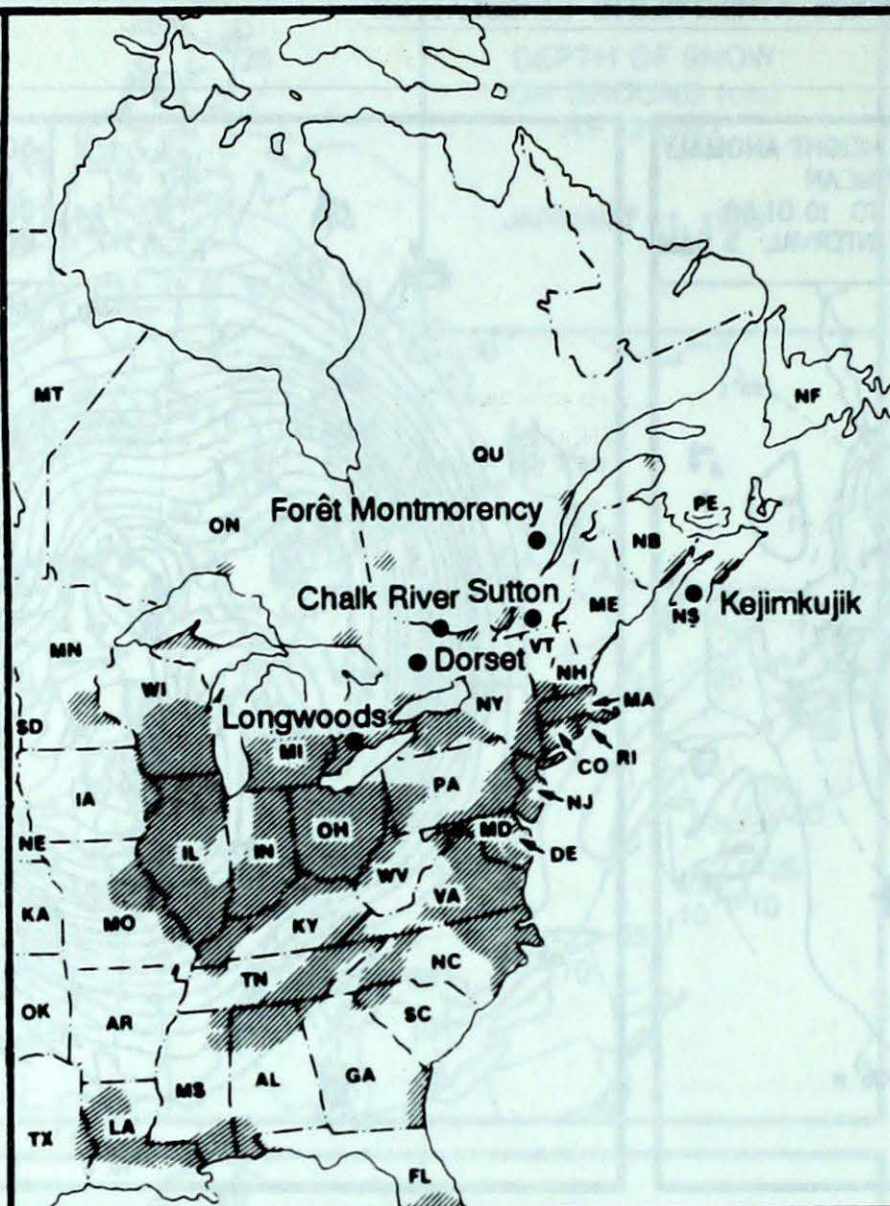 MT
NF
QU
ON
Forêt Montmorency
PE
NB
Chalk River
Sutton
ME
NS
Kejimkujik
MN
VT
Dorset
NH
WI
NY
MA
SD
Longwoods
MI
CO
RI
IA
PA
NJ
NE
OH
MD
IL
IN
DE
WV
VA
KA
MO
KY
NC
TN
OK
AR
SC
MS
AL
GA
TX
LA
FL